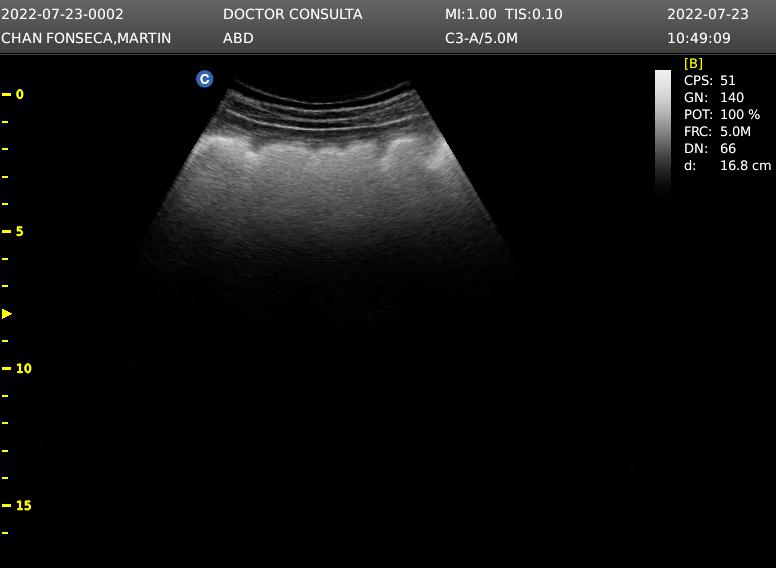 2022-07-23-0002 DOCTOR CONSULTA MI:1.00 TIS:0.10 2022-07-23
CHAN FONSECA,MARTIN ABD C3-A/5.0M 10:49:09
C
[B]
CPS: 51
GN: 140
POT: 100 %
FRC: 5.0M
DN: 66
d: 16.8 cm
0
5
10
15